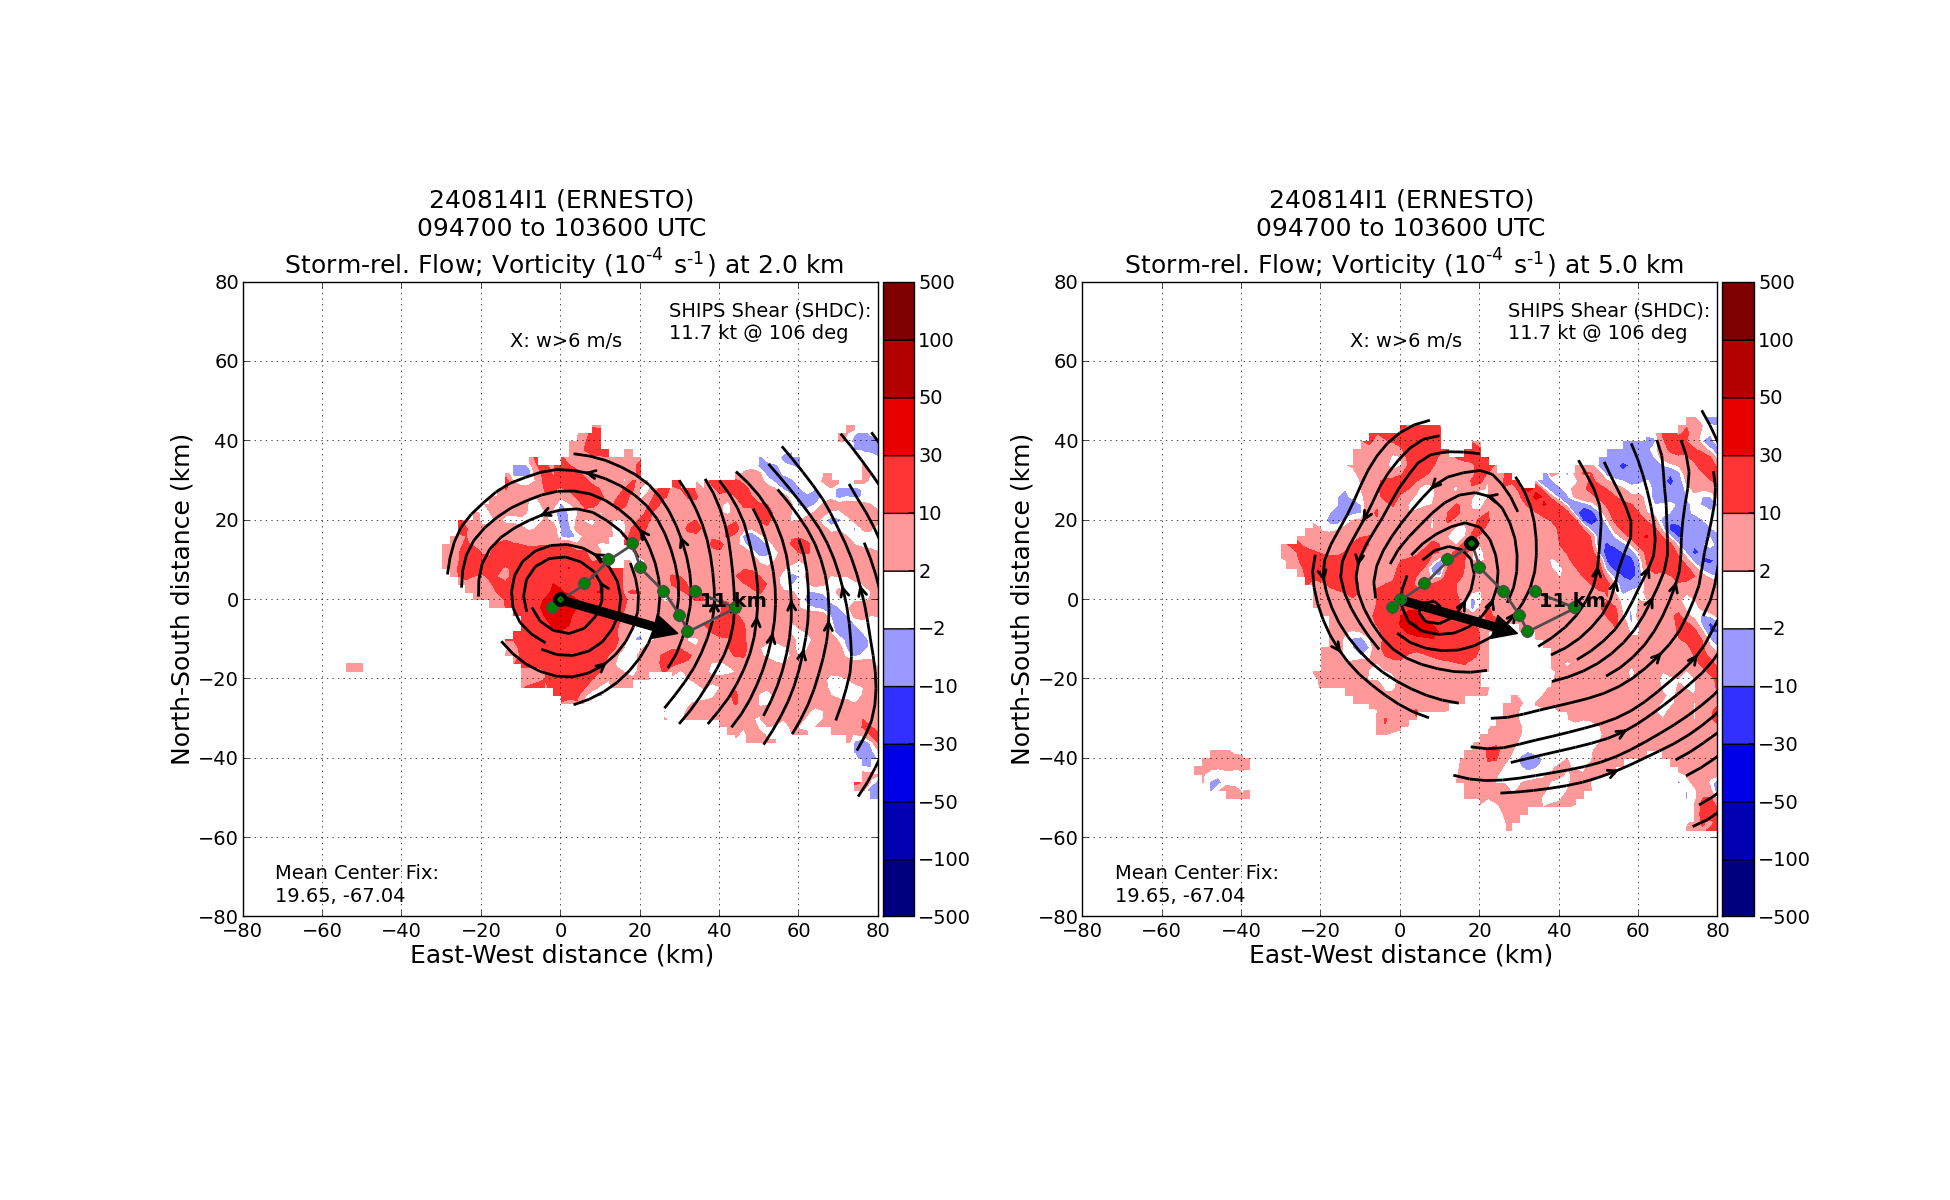 240814I1 (ERNESTO)
094700 to 103600 UTC
Storm-rel. Flow; Vorticity (10⁻⁴ s⁻¹) at 2.0 km
SHIPS Shear (SHDC):
11.7 kt @ 106 deg
X: w>6 m/s
11 km
Mean Center Fix:
19.65, -67.04
80
60
40
20
0
−20
−40
−60
−80
North-South distance (km)
−80 −60 −40 −20 0 20 40 60 80
East-West distance (km)
500
100
50
30
10
2
−2
−10
−30
−50
−100
−500
240814I1 (ERNESTO)
094700 to 103600 UTC
Storm-rel. Flow; Vorticity (10⁻⁴ s⁻¹) at 5.0 km
SHIPS Shear (SHDC):
11.7 kt @ 106 deg
X: w>6 m/s
11 km
Mean Center Fix:
19.65, -67.04
80
60
40
20
0
−20
−40
−60
−80
North-South distance (km)
−80 −60 −40 −20 0 20 40 60 80
East-West distance (km)
500
100
50
30
10
2
−2
−10
−30
−50
−100
−500